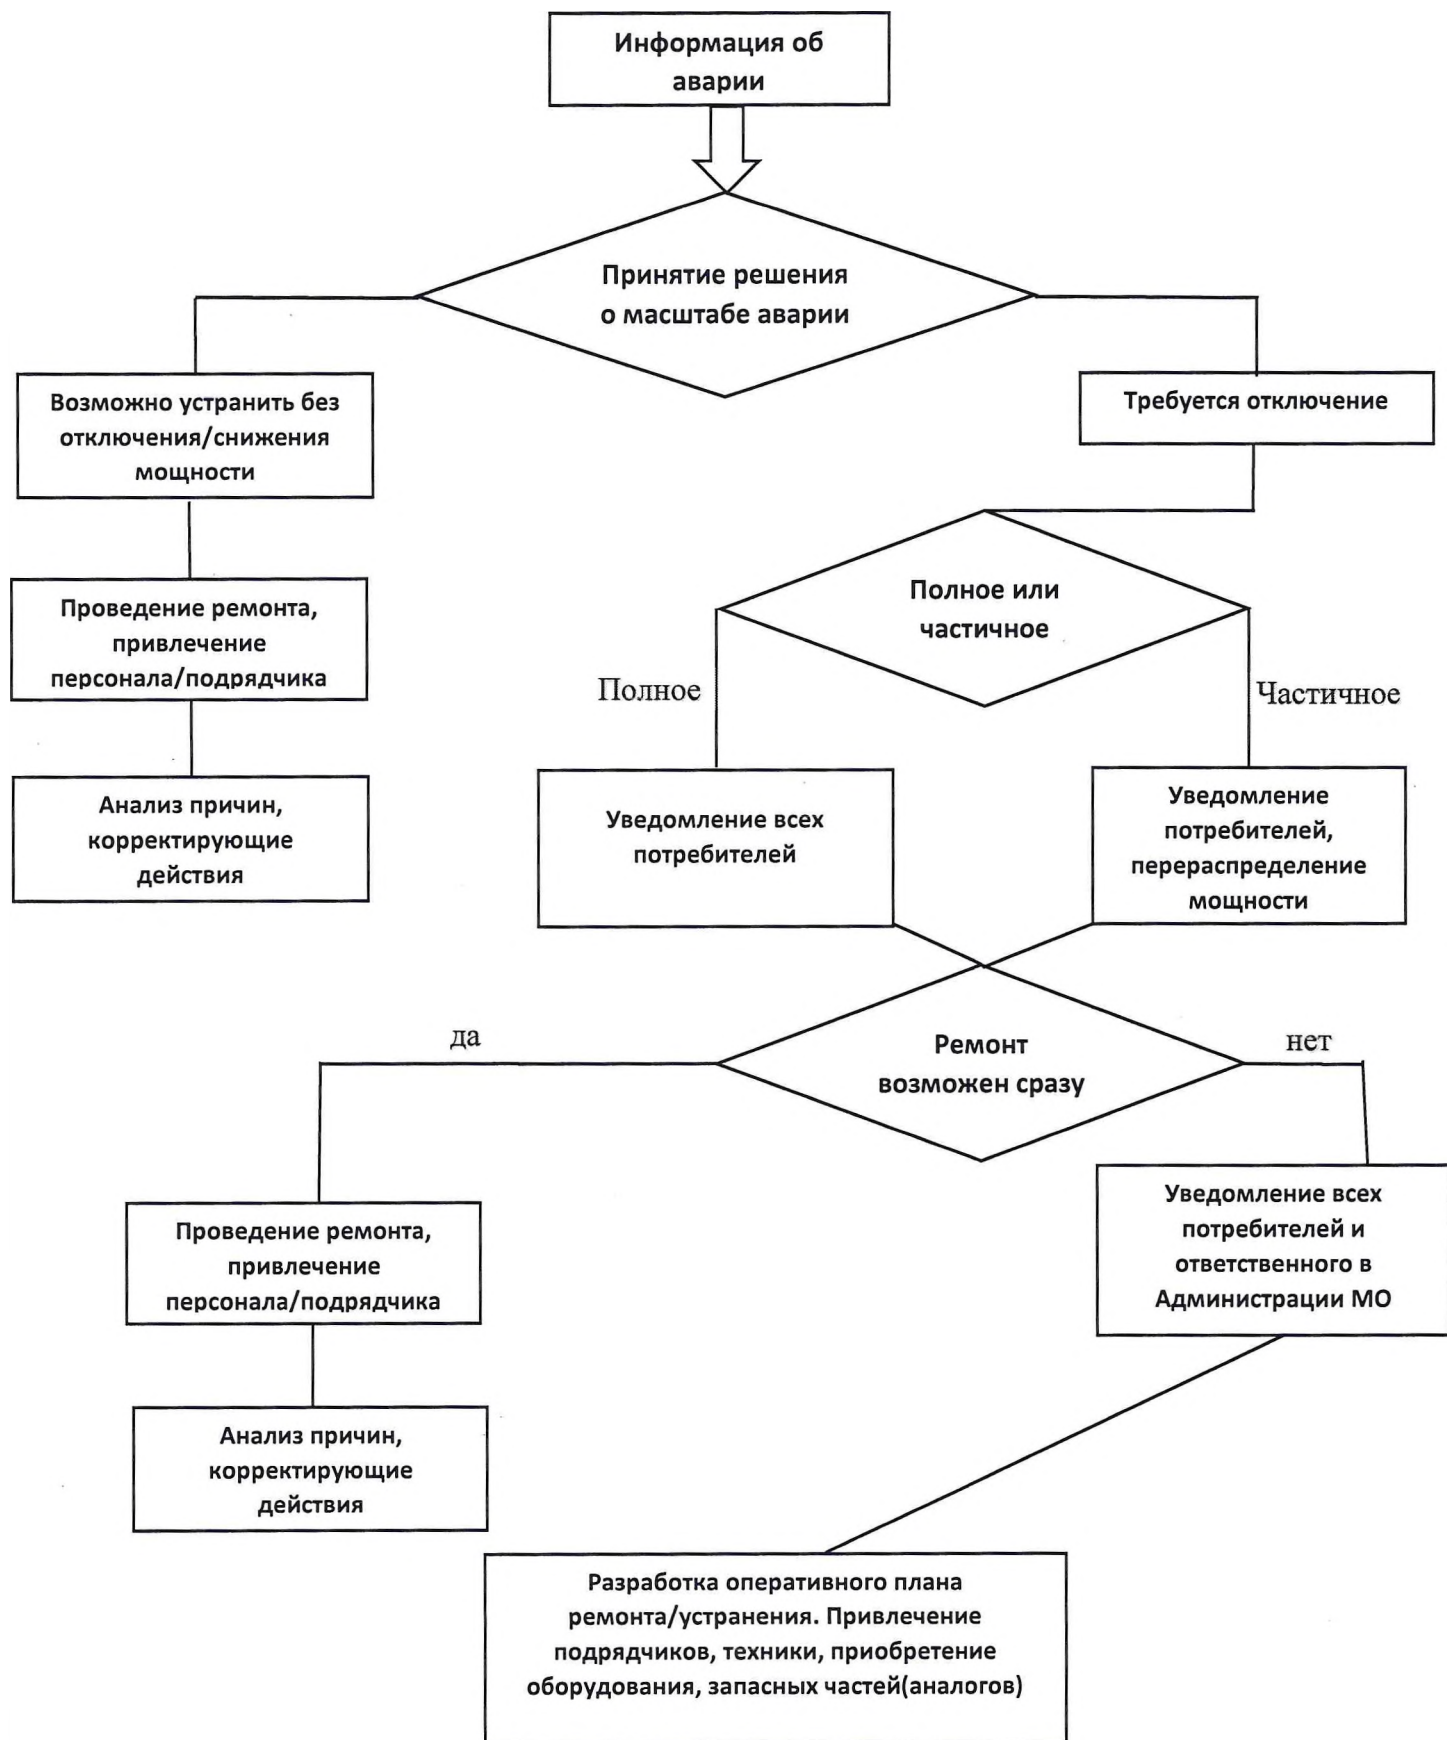 Информация об
аварии
Принятие решения
о масштабе аварии
Возможно устранить без
отключения/снижения
мощности
Требуется отключение
Проведение ремонта,
привлечение
персонала/подрядчика
Полное или
частичное
Полное
Частичное
Анализ причин,
корректирующие
действия
Уведомление всех
потребителей
Уведомление
потребителей,
перераспределение
мощности
да
Ремонт
возможен сразу
нет
Проведение ремонта,
привлечение
персонала/подрядчика
Уведомление всех
потребителей и
ответственного в
Администрации МО
Анализ причин,
корректирующие
действия
Разработка оперативного плана
ремонта/устранения. Привлечение
подрядчиков, техники, приобретение
оборудования, запасных частей(аналогов)